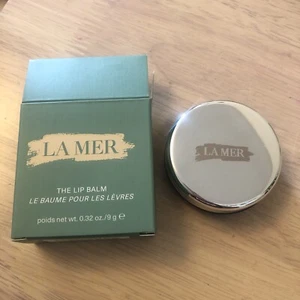 LA MER
THE LIP BALM
LE BAUME POUR LES LÈVRES
poids net wt. 0.32 oz./9 g ℮
LA MER